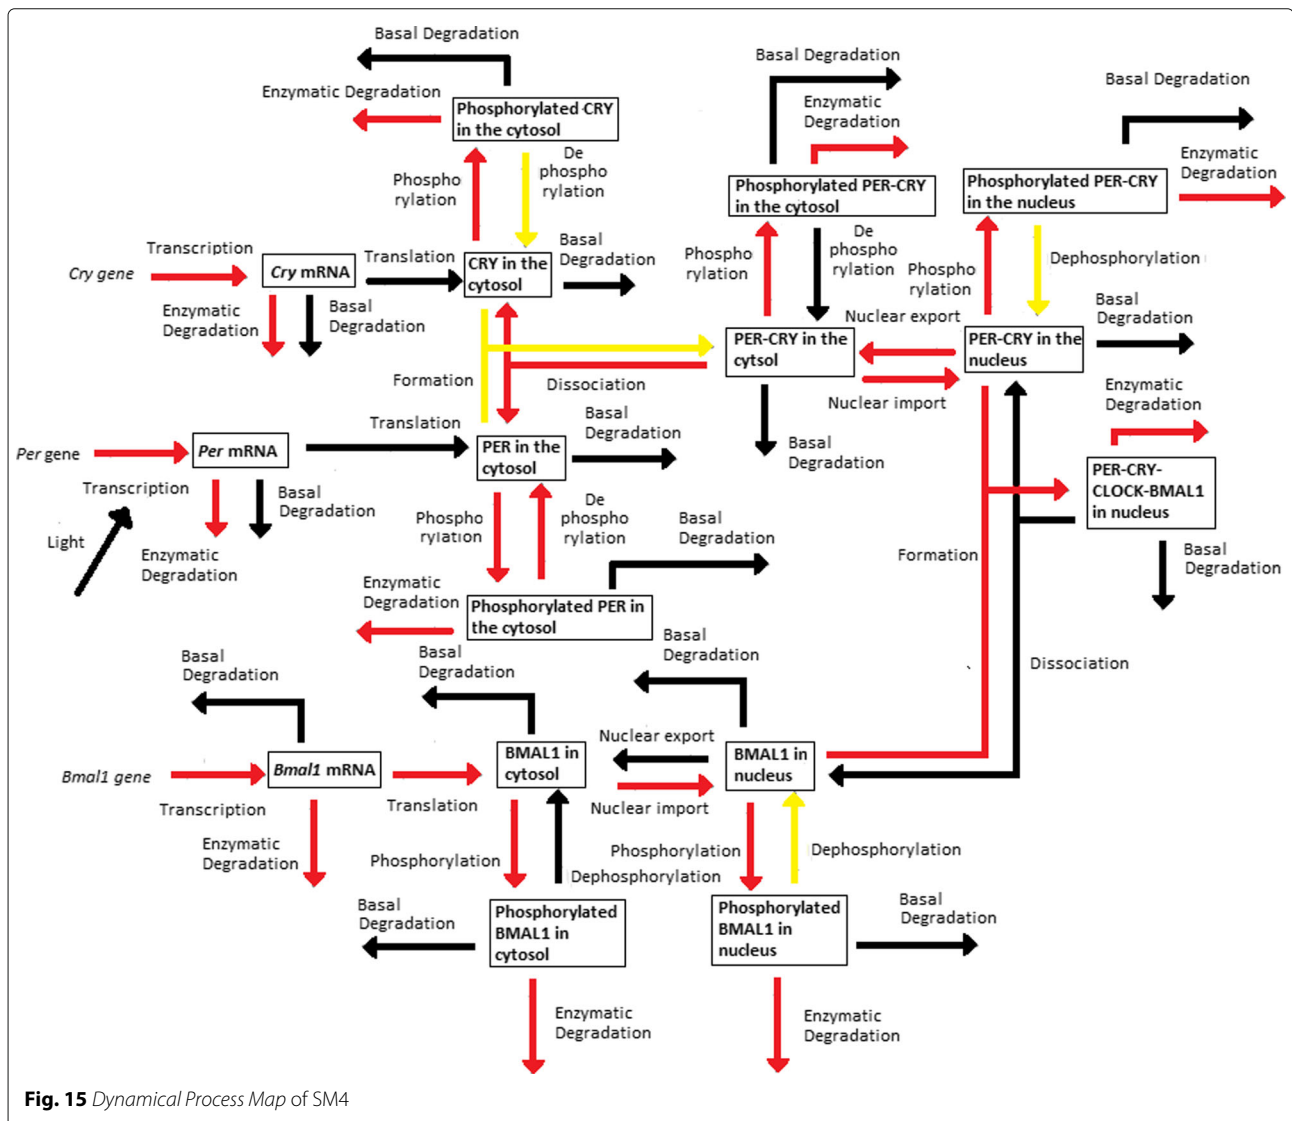 Basal Degradation
Enzymatic Degradation
Phosphorylated CRY
in the cytosol
De
phospho
rylation
Phospho
rylation
Basal Degradation
Enzymatic
Degradation
Phosphorylated PER-CRY
in the cytosol
Basal Degradation
Enzymatic
Degradation
Phosphorylated PER-CRY
in the nucleus
Transcription
Cry gene
Cry mRNA
Translation
CRY in the
cytosol
Basal
Degradation
Enzymatic
Degradation
Basal
Degradation
Phospho
rylation
De
phospho
rylation
Phospho
rylation
Dephosphorylation
Nuclear export
Basal
Degradation
PER-CRY in the
cytsol
PER-CRY in the
nucleus
Formation
Dissociation
Nuclear import
Enzymatic
Degradation
Basal
Degradation
Translation
Basal
Degradation
Per gene
Per mRNA
PER in the
cytosol
Transcription
Basal
Degradation
Light
Enzymatic
Degradation
Phospho
rylation
De
phospho
rylation
Basal
Degradation
PER-CRY-
CLOCK-BMAL1
in nucleus
Formation
Basal
Degradation
Enzymatic
Degradation
Phosphorylated PER in
the cytosol
Basal
Degradation
Basal
Degradation
Basal
Degradation
Dissociation
Bmal1 gene
Bmal1 mRNA
BMAL1 in
cytosol
Nuclear export
BMAL1 in
nucleus
Transcription
Translation
Nuclear import
Enzymatic
Degradation
Phosphorylation
Dephosphorylation
Phosphorylation
Dephosphorylation
Basal
Degradation
Phosphorylated
BMAL1 in
cytosol
Phosphorylated
BMAL1 in
nucleus
Basal
Degradation
Enzymatic
Degradation
Enzymatic
Degradation
Fig. 15 Dynamical Process Map of SM4